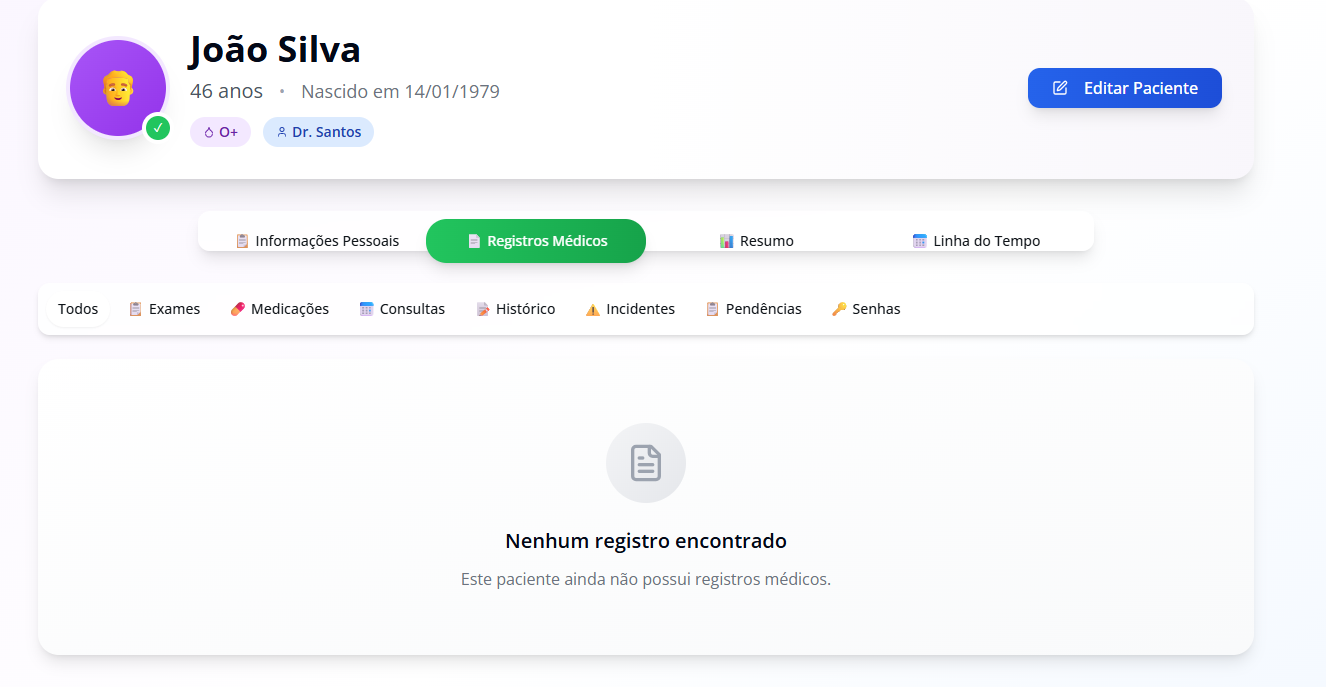 João Silva
46 anos • Nascido em 14/01/1979
O+ Dr. Santos
Editar Paciente
Informações Pessoais Registros Médicos Resumo Linha do Tempo
Todos Exames Medicações Consultas Histórico Incidentes Pendências Senhas
Nenhum registro encontrado
Este paciente ainda não possui registros médicos.